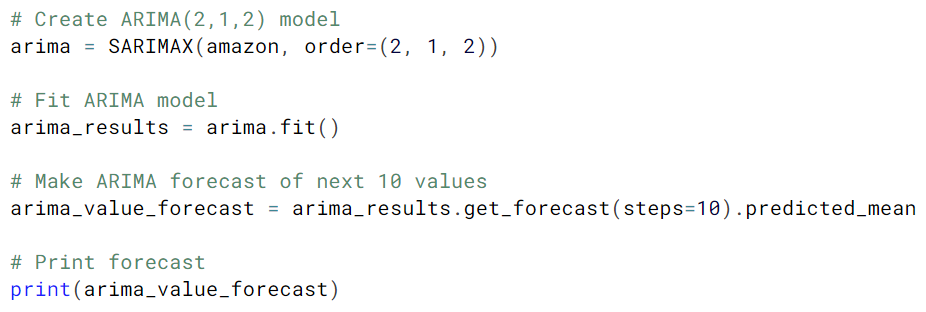 # Create ARIMA(2,1,2) model
arima = SARIMAX(amazon, order=(2, 1, 2))
# Fit ARIMA model
arima_results = arima.fit()
# Make ARIMA forecast of next 10 values
arima_value_forecast = arima_results.get_forecast(steps=10).predicted_mean
# Print forecast
print(arima_value_forecast)